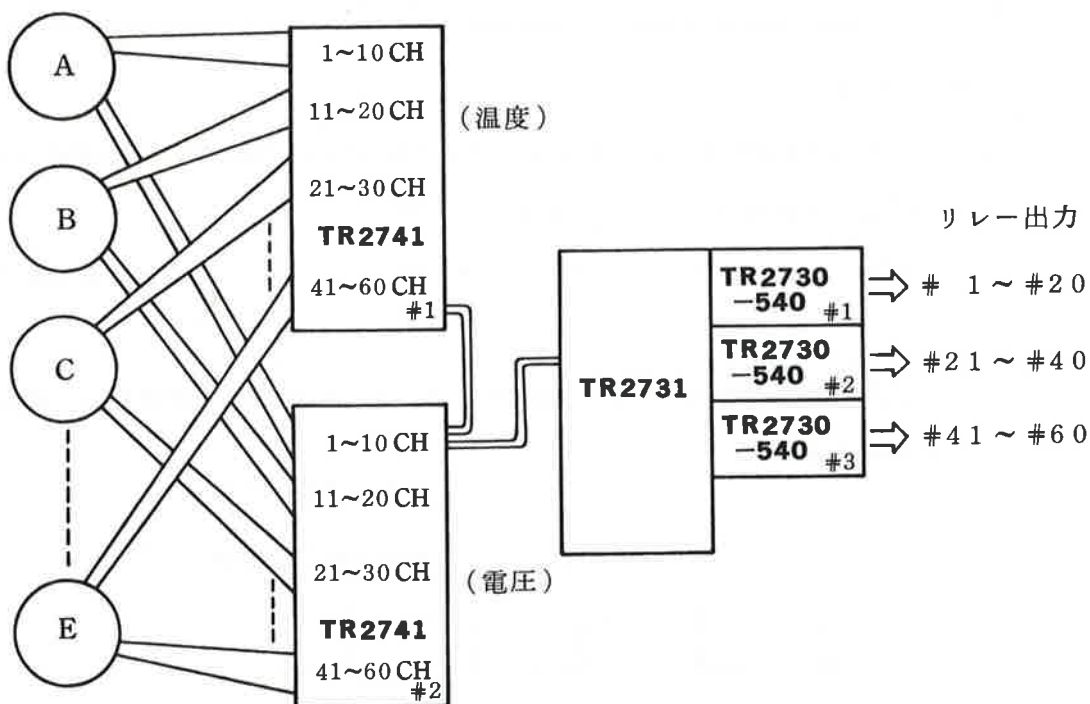 A
B
C
E
1~10 CH
11~20 CH
21~30 CH
TR2741
41~60 CH
#1
(温度)
1~10 CH
11~20 CH
21~30 CH
TR2741
41~60 CH
#2
(電圧)
TR2731
TR2730
-540 #1
TR2730
-540 #2
TR2730
-540 #3
リレー出力
# 1 ~ #20
#21 ~ #40
#41 ~ #60